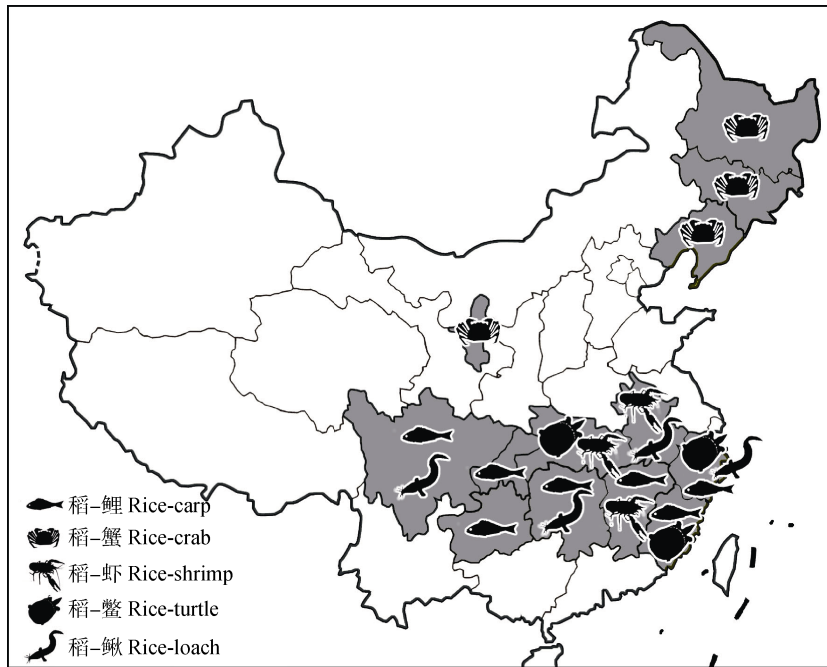 稻–鲤 Rice-carp
稻–蟹 Rice-crab
稻–虾 Rice-shrimp
稻–鳖 Rice-turtle
稻–鳅 Rice-loach